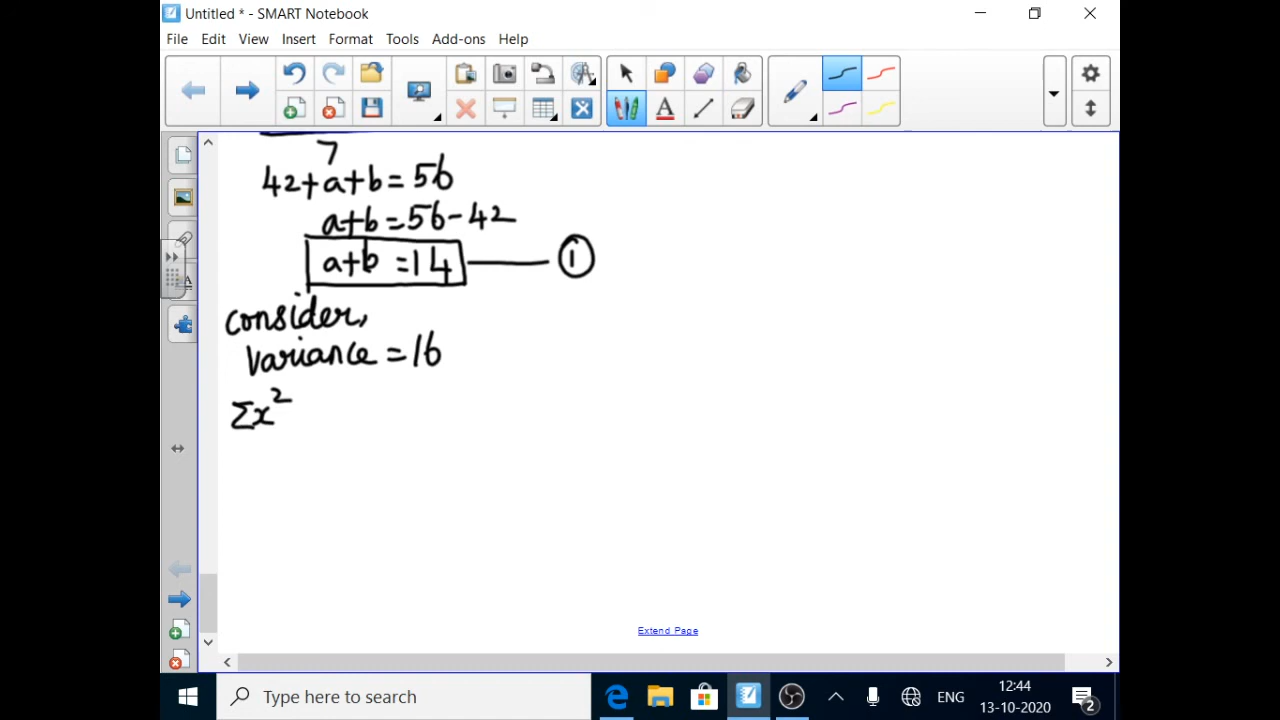 Untitled * - SMART Notebook
File Edit View Insert Format Tools Add-ons Help
7
42+a+b=56
a+b=56-42
a+b =14 ——— ①
consider,
variance =16
Σx²
Extend Page
Type here to search
ENG
12:44
13-10-2020
2